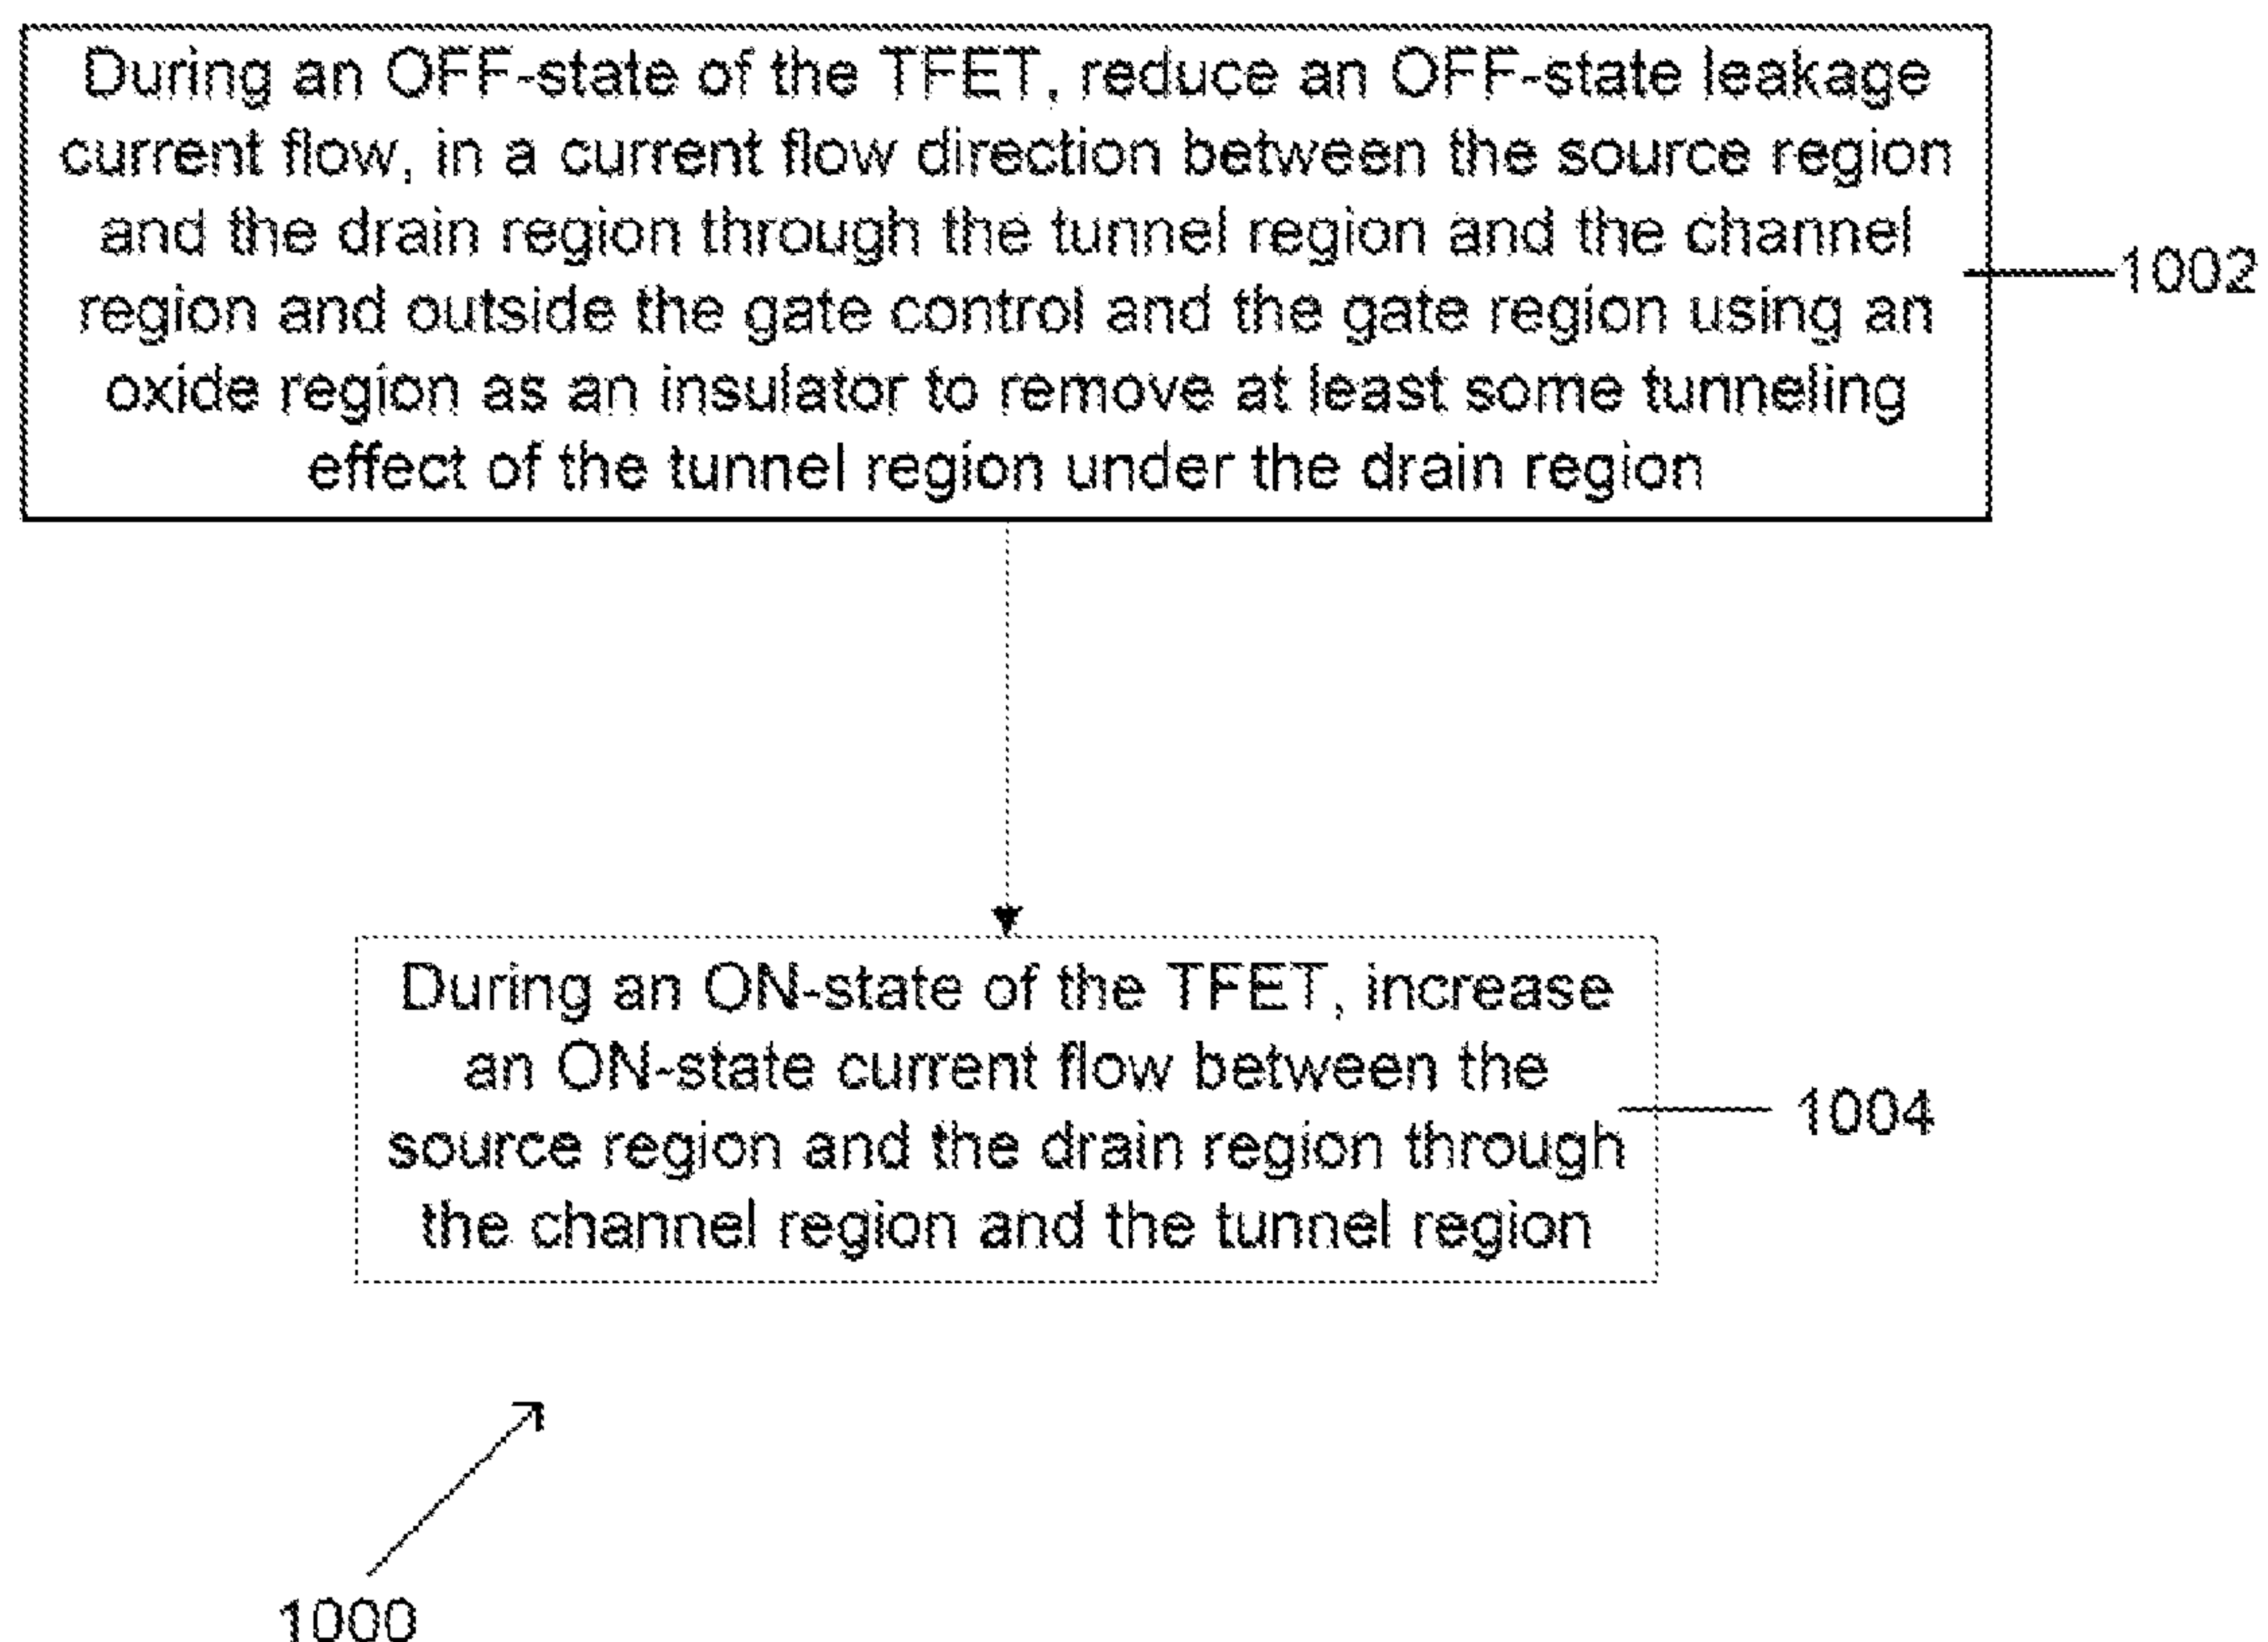 During an OFF-state of the TFET, reduce an OFF-state leakage
current flow, in a current flow direction between the source region
and the drain region through the tunnel region and the channel
region and outside the gate control and the gate region using an
oxide region as an insulator to remove at least some tunneling
effect of the tunnel region under the drain region
1002
During an ON-state of the TFET, increase
an ON-state current flow between the
source region and the drain region through
the channel region and the tunnel region
1004
1000